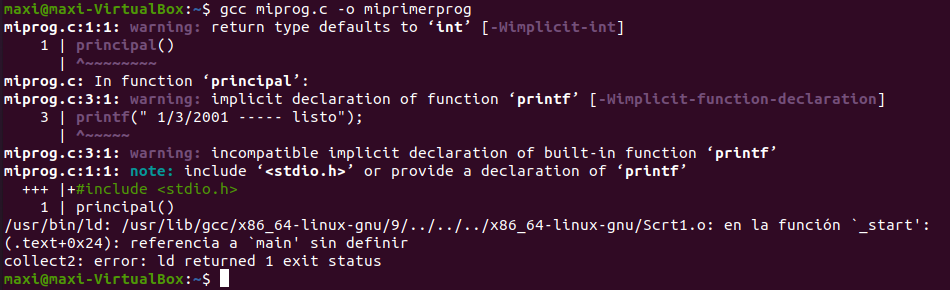 maxi@maxi-VirtualBox:~$ gcc miprog.c -o miprimerprog
miprog.c:1:1: warning: return type defaults to ‘int’ [-Wimplicit-int]
    1 | principal()
      | ^~~~~~~~~
miprog.c: In function ‘principal’:
miprog.c:3:1: warning: implicit declaration of function ‘printf’ [-Wimplicit-function-declaration]
    3 | printf(" 1/3/2001 ----- listo");
      | ^~~~~~
miprog.c:3:1: warning: incompatible implicit declaration of built-in function ‘printf’
miprog.c:1:1: note: include ‘<stdio.h>’ or provide a declaration of ‘printf’
  +++ |+#include <stdio.h>
    1 | principal()
/usr/bin/ld: /usr/lib/gcc/x86_64-linux-gnu/9/../../../x86_64-linux-gnu/Scrt1.o: en la función `_start':
(.text+0x24): referencia a `main' sin definir
collect2: error: ld returned 1 exit status
maxi@maxi-VirtualBox:~$